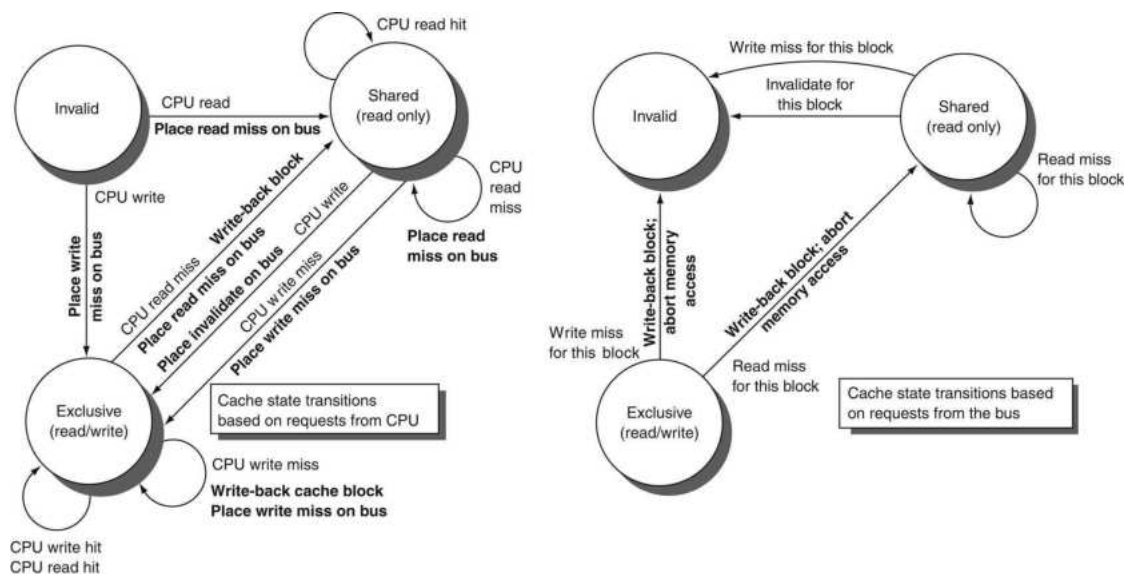 CPU read hit
Invalid
CPU read
Place read miss on bus
Shared
(read only)
CPU write
Place write
miss on bus
CPU read miss
Write-back block
Place read miss on bus
Place invalidate on bus
CPU write
CPU write miss
Place write miss on bus
CPU
read
miss
Place read
miss on bus
Exclusive
(read/write)
Cache state transitions
based on requests from CPU
CPU write miss
Write-back cache block
Place write miss on bus
CPU write hit
CPU read hit
Write miss for this block
Invalidate for
this block
Invalid
Shared
(read only)
Read miss
for this block
Write-back block;
abort memory
access
Write-back block; abort
memory access
Write miss
for this block
Read miss
for this block
Exclusive
(read/write)
Cache state transitions based
on requests from the bus